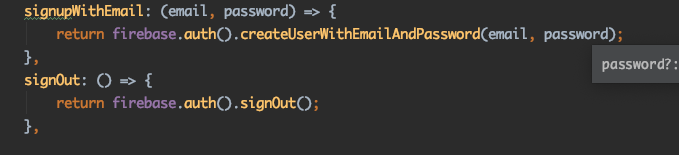 signupWithEmail: (email, password) => {
return firebase.auth().createUserWithEmailAndPassword(email, password);
},
password?:
signOut: () => {
return firebase.auth().signOut();
},